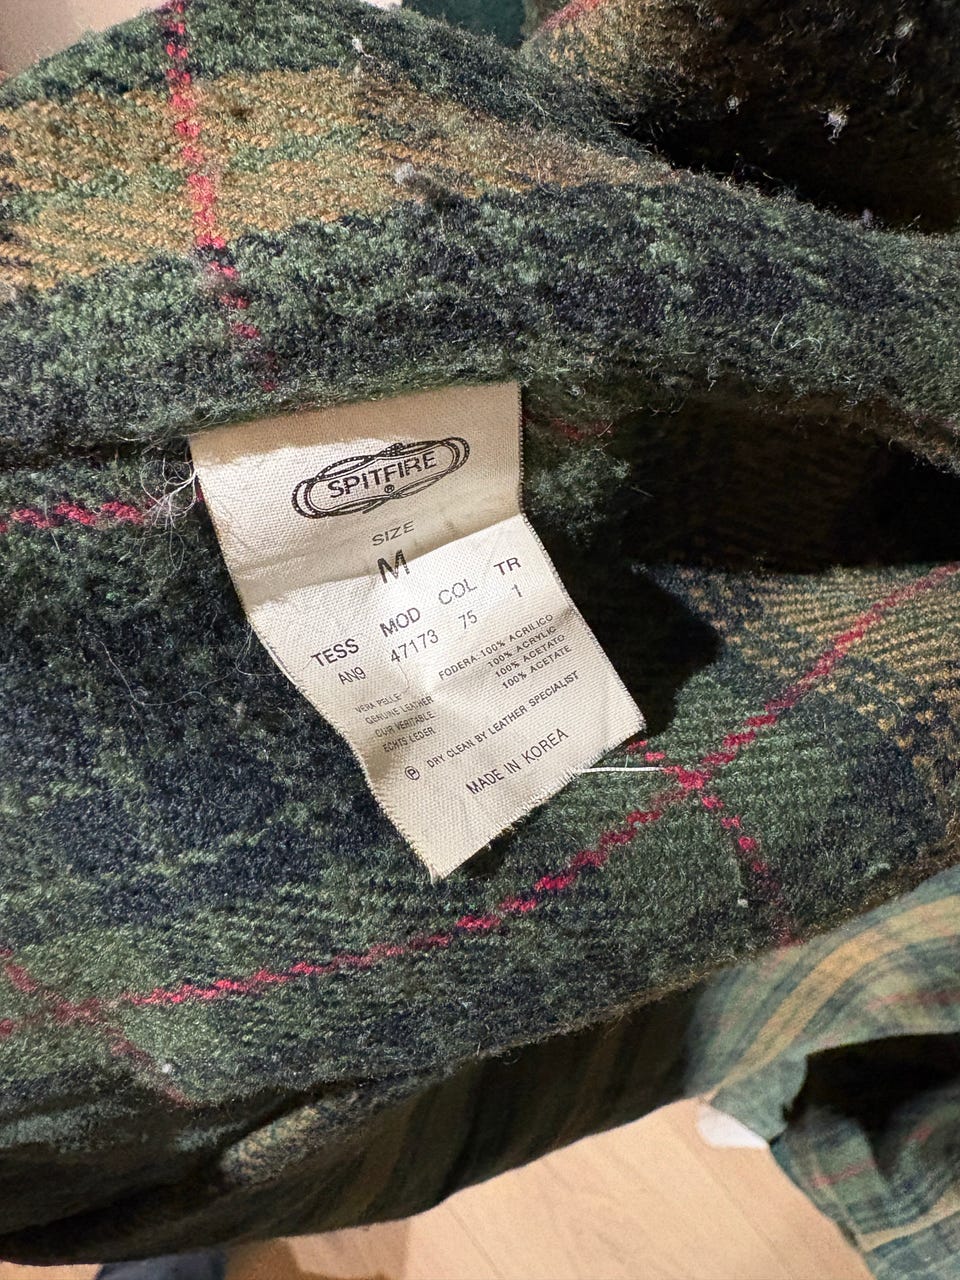 SPITFIRE
®
SIZE
M
TESS MOD COL TR
AN9 47173 75 1
VERA PELLE
GENUINE LEATHER
CUIR VERITABLE
ECHTS LEDER
FODERA:100% ACRILICO
100% ACRYLIC
100% ACETATO
100% ACETATE
Ⓟ DRY CLEAN BY LEATHER SPECIALIST
MADE IN KOREA